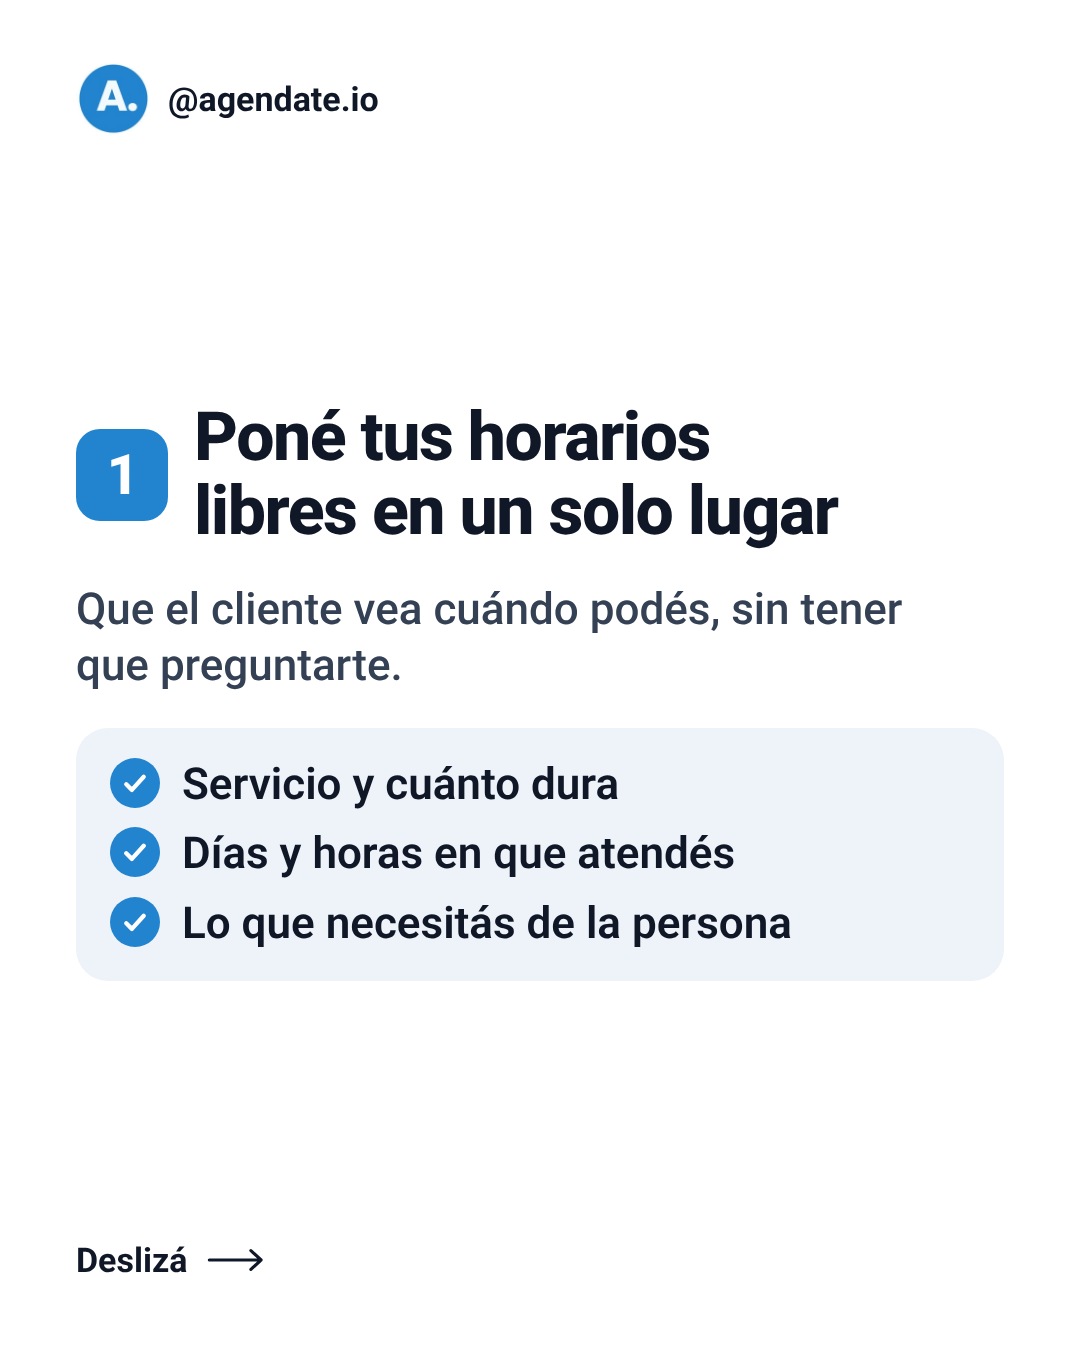 A.
@agendate.io
1
Poné tus horarios
libres en un solo lugar
Que el cliente vea cuándo podés, sin tener
que preguntarte.
Servicio y cuánto dura
Días y horas en que atendés
Lo que necesitás de la persona
Deslizá